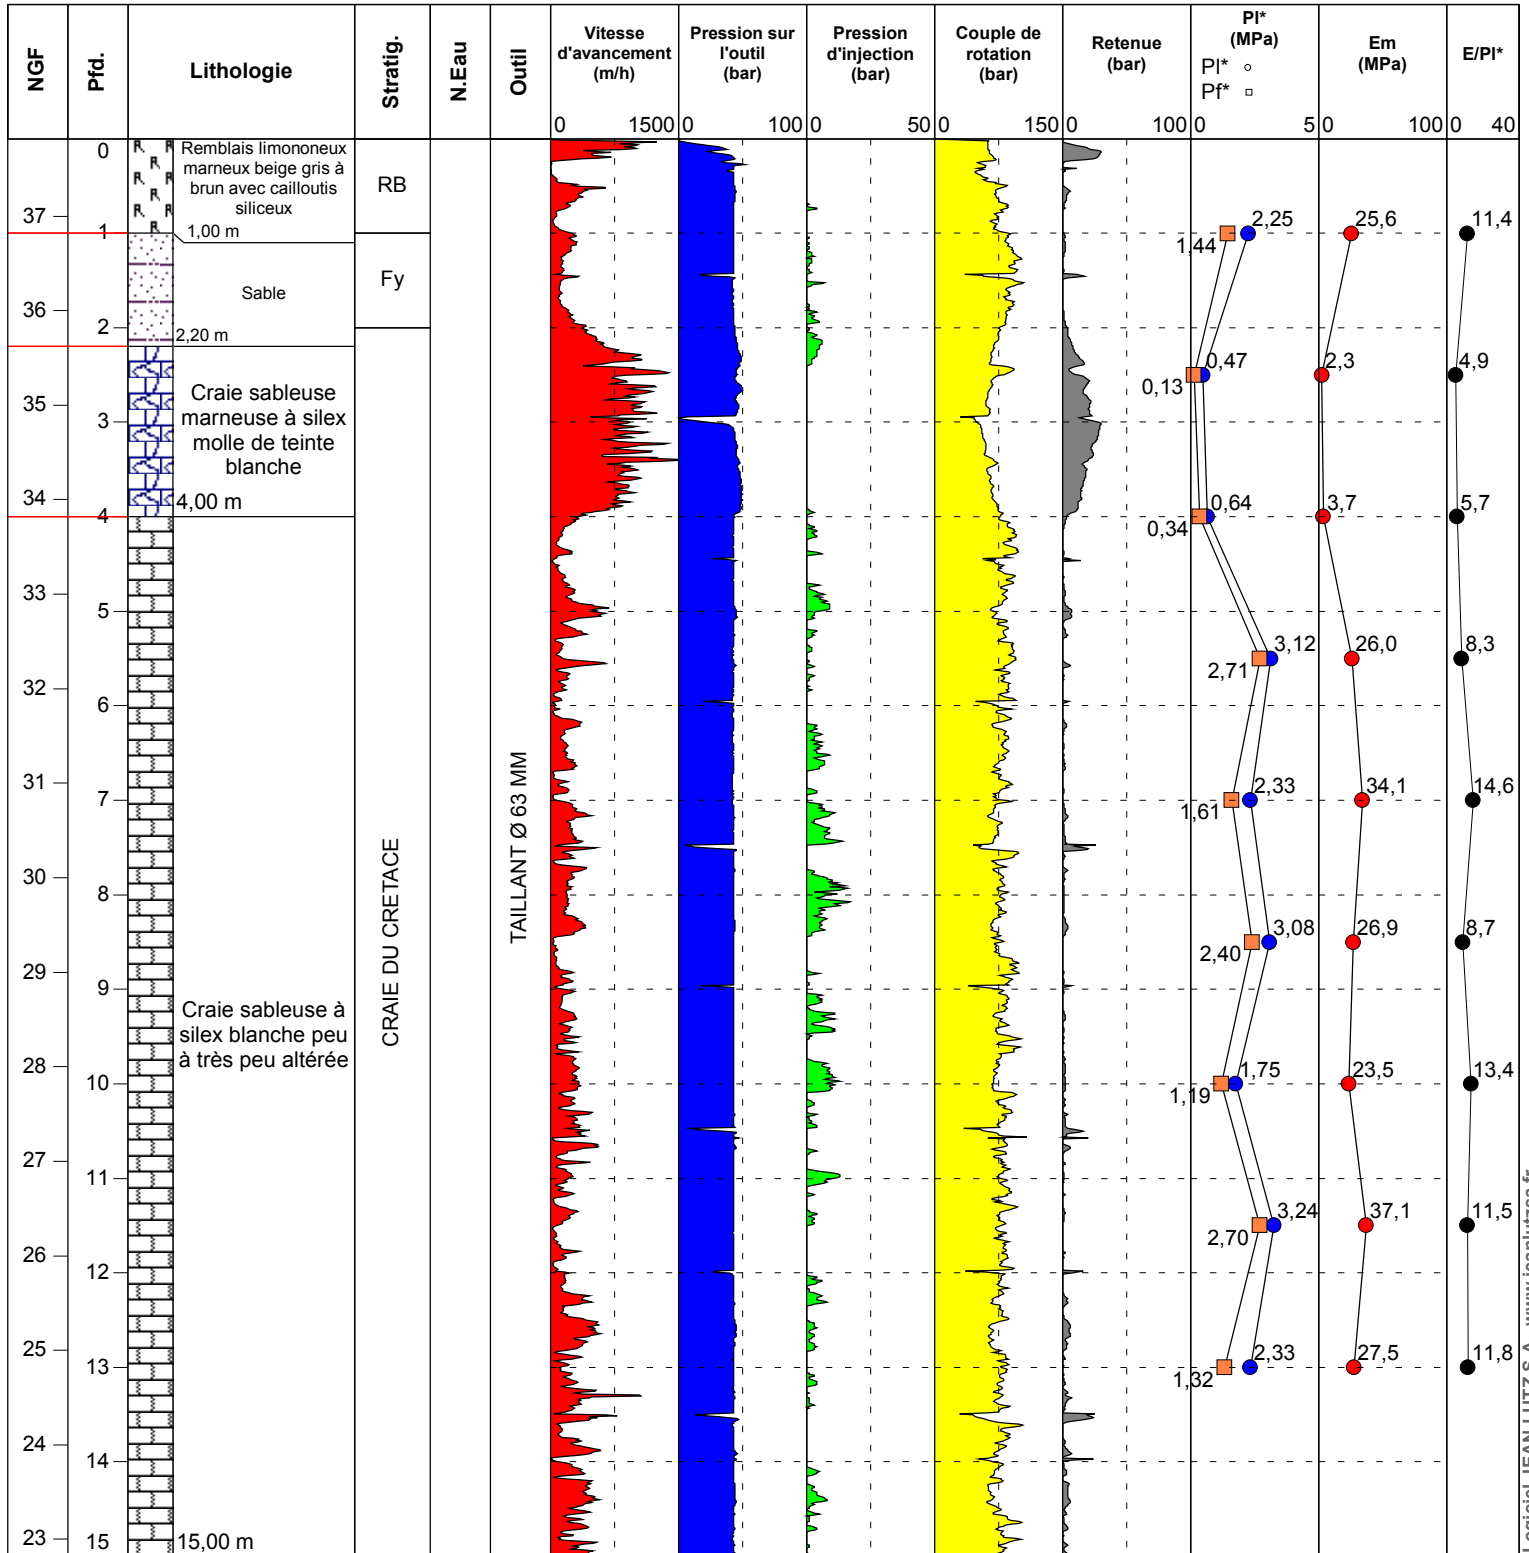 NGF
Pfd.
Lithologie
Stratig.
N.Eau
Outil
Vitesse
d'avancement
(m/h)
0 1500
Pression sur
l'outil
(bar)
0 100
Pression
d'injection
(bar)
0 50
Couple de
rotation
(bar)
0 150
Retenue
(bar)
0 100
Pl*
(MPa)
Pl*
Pf*
0 5
Em
(MPa)
0 100
E/Pl*
0 40
37
36
35
34
33
32
31
30
29
28
27
26
25
24
23
0
1
2
3
4
5
6
7
8
9
10
11
12
13
14
15
R R
R
R R
R
R R
Remblais limononeux
marneux beige gris à
brun avec cailloutis
siliceux
1,00 m
Sable
2,20 m
Craie sableuse
marneuse à silex
molle de teinte
blanche
4,00 m
Craie sableuse à
silex blanche peu
à très peu altérée
15,00 m
RB
Fy
CRAIE DU CRETACE
TAILLANT Ø 63 MM
1,44 2,25 25,6 11,4
0,13 0,47 2,3 4,9
0,34 0,64 3,7 5,7
2,71 3,12 26,0 8,3
1,61 2,33 34,1 14,6
2,40 3,08 26,9 8,7
1,19 1,75 23,5 13,4
2,70 3,24 37,1 11,5
1,32 2,33 27,5 11,8
Logiciel JEAN LUTZ S.A - www.jeanlutzsa.fr